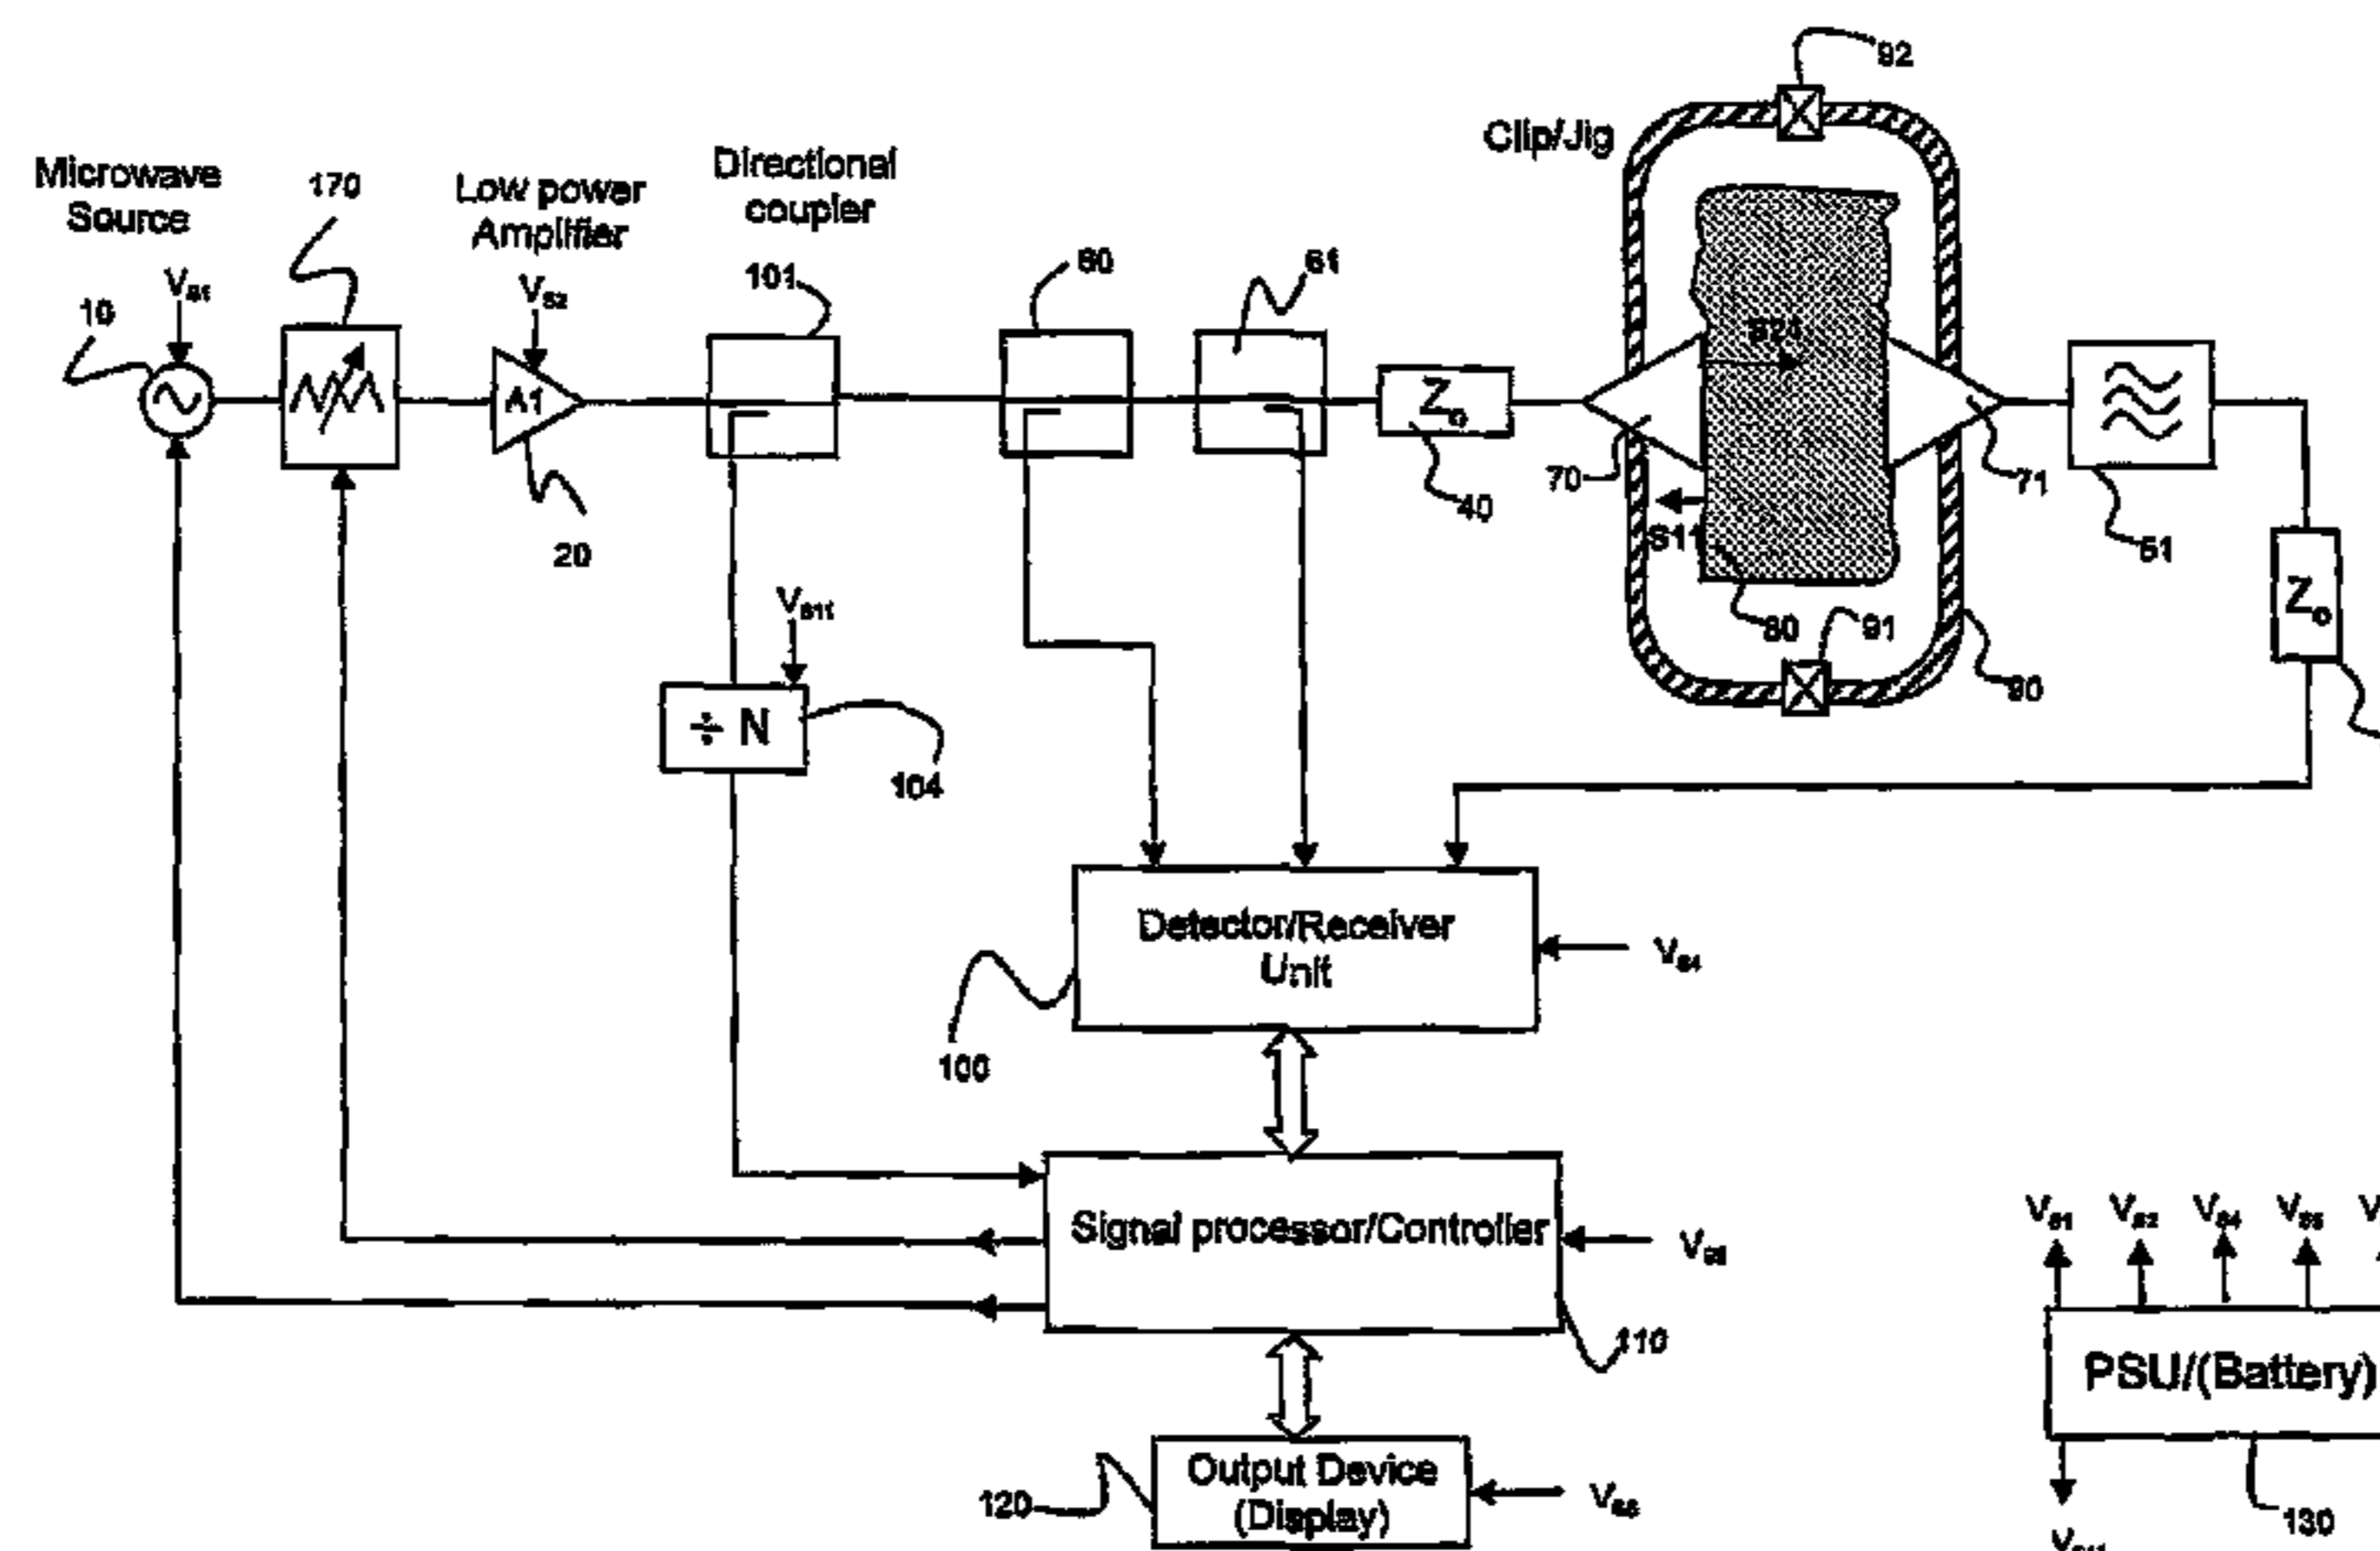 92
Clip/Jig
Microwave
Source
170
Low power
Amplifier
Directional
coupler
10
101
60
61
A1
20
Zo
40
70
S11
80
91
90
71
51
Zo
÷ N
104
Detector/Receiver
Unit
100
Signal processor/Controller
110
Output Device
(Display)
120
PSU/(Battery)
130